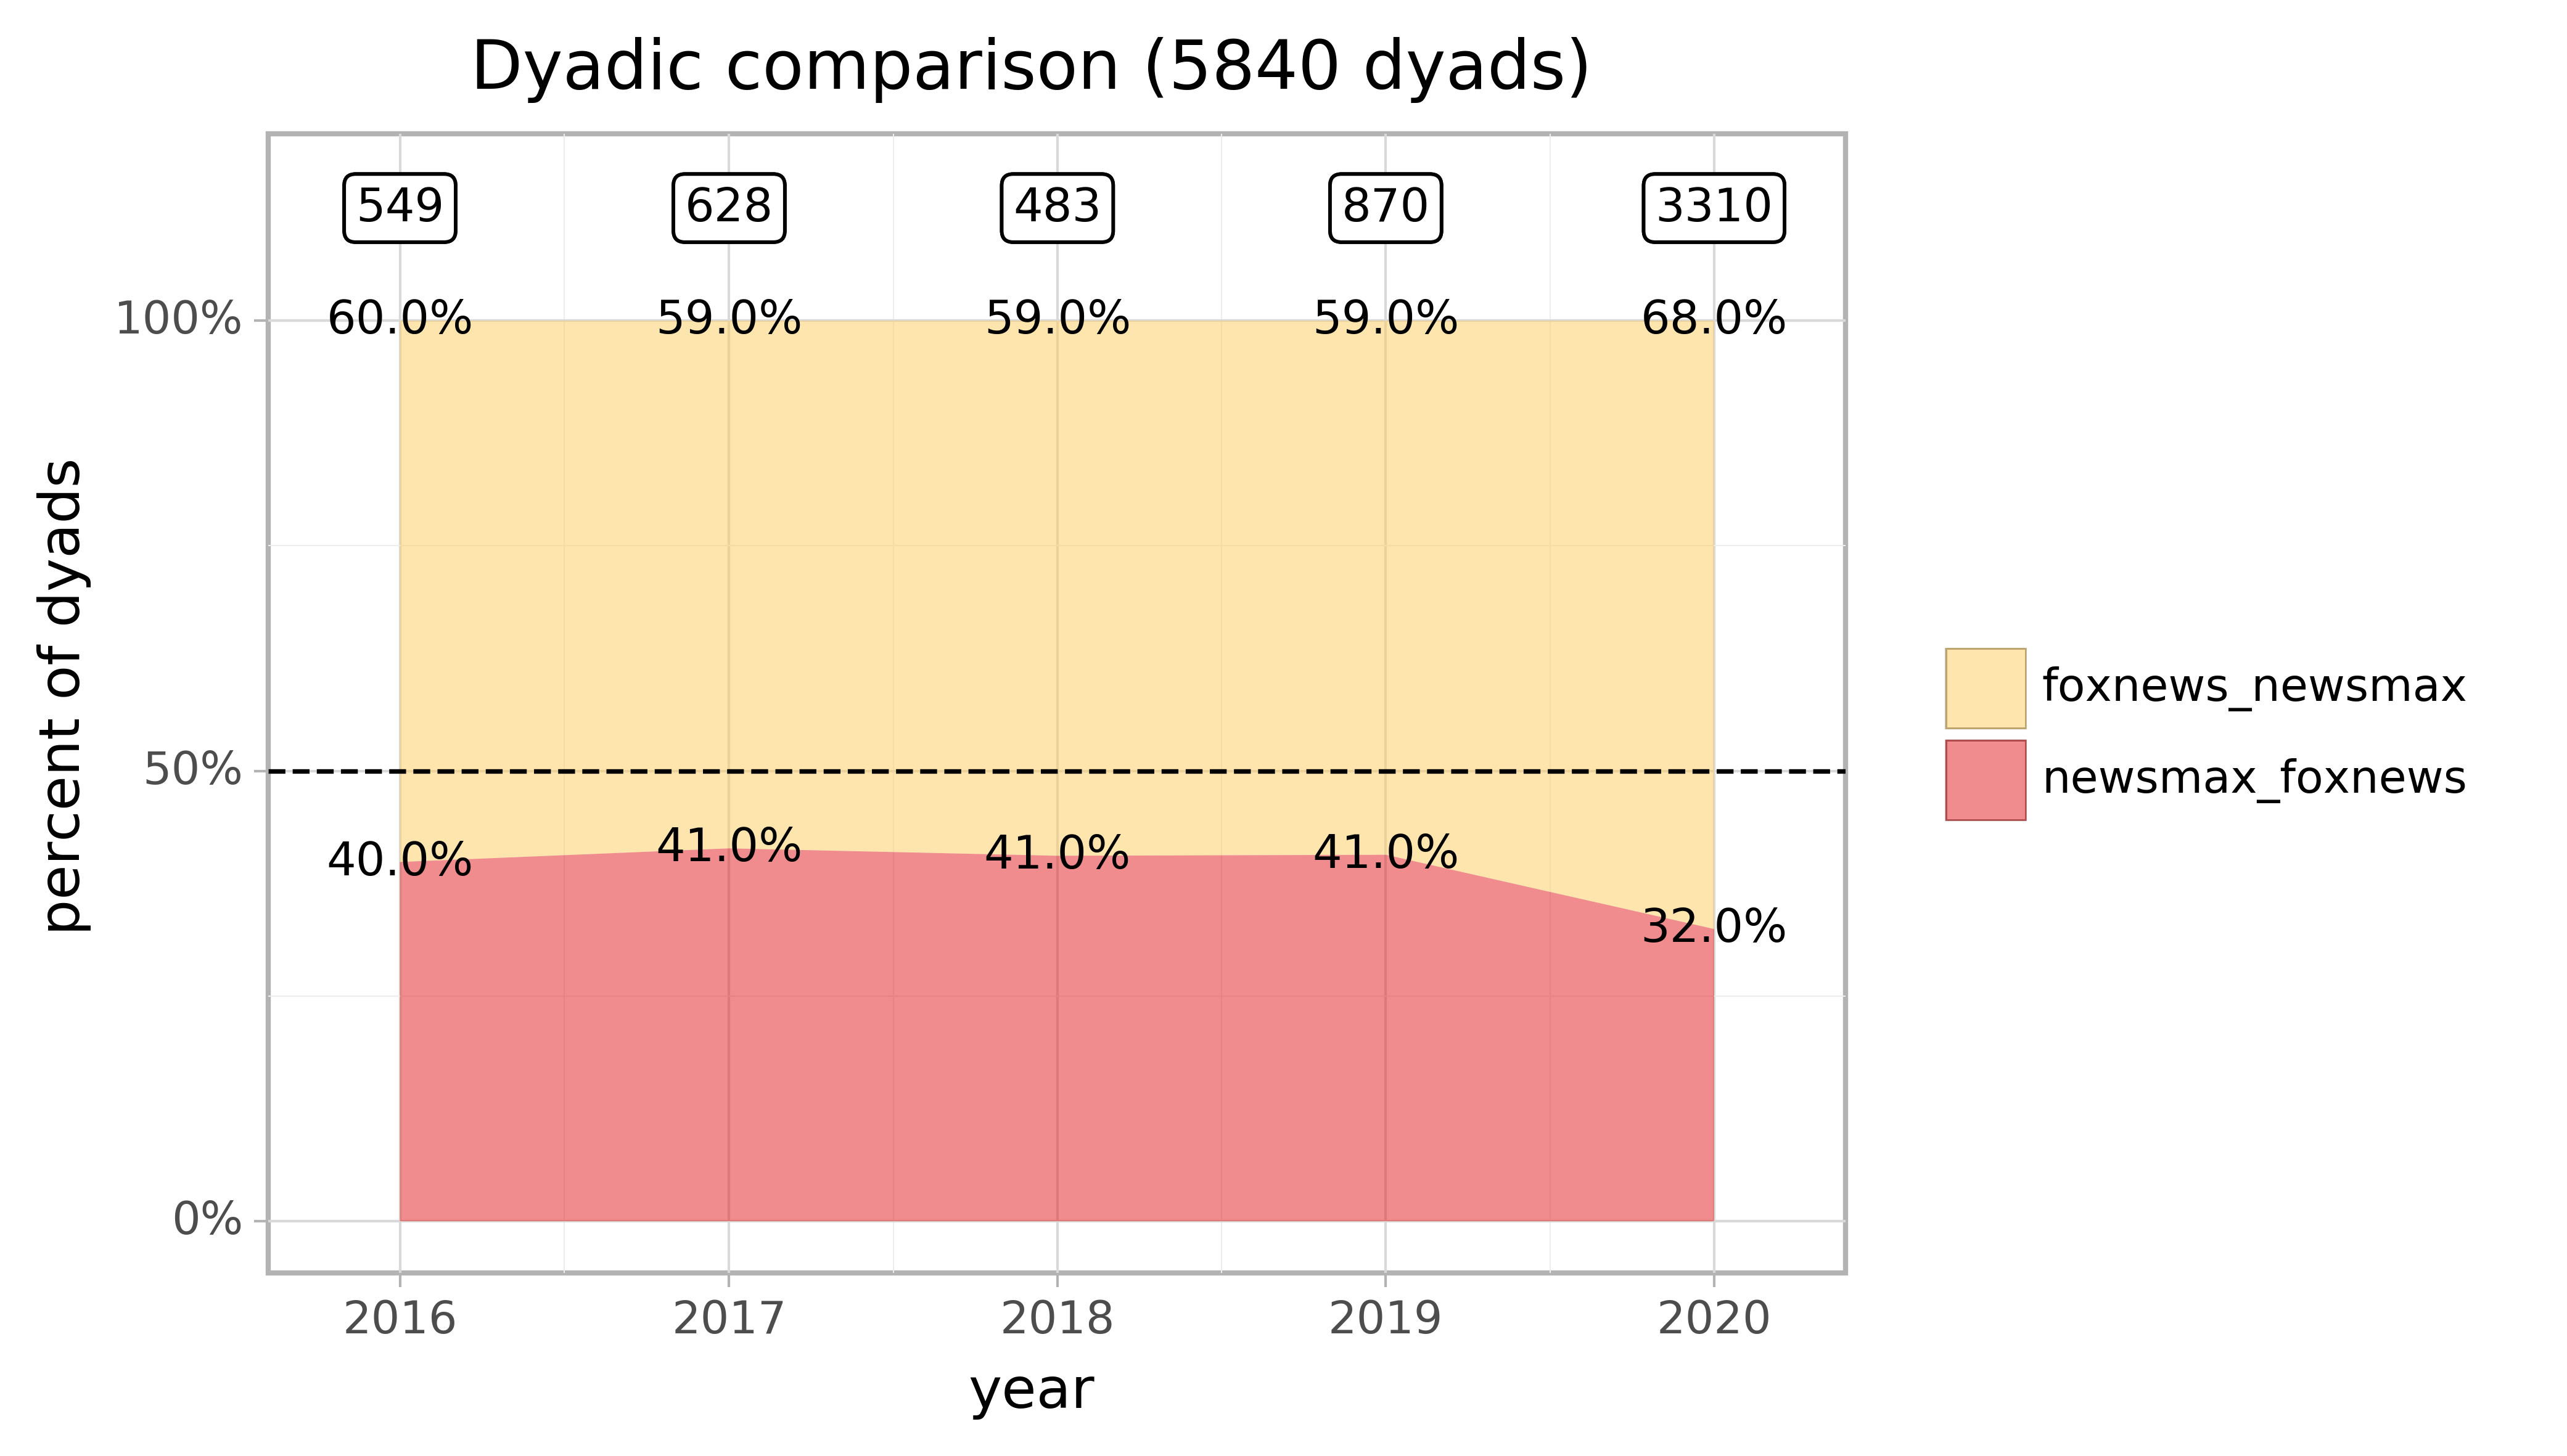 Dyadic comparison (5840 dyads)
549 628 483 870 3310
100%
60.0% 59.0% 59.0% 59.0% 68.0%
percent of dyads
foxnews_newsmax
50%
newsmax_foxnews
40.0% 41.0% 41.0% 41.0% 32.0%
0%
2016 2017 2018 2019 2020
year